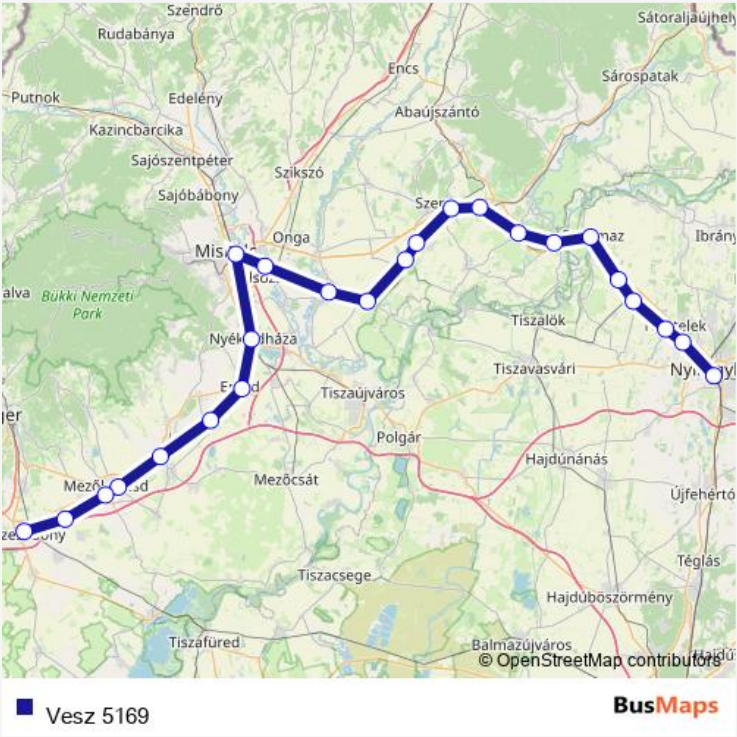 Szendrő
Sátoraljaújhely
Rudabánya
Encs
Sárospatak
Putnok
Edelény
Abaújszántó
Kazincbarcika
Sajószentpéter
Szikszó
Sajóbábony
Onga
Ibrány
Bükki Nemzeti
Park
Tiszalök
Tiszavasvári
Tiszaújváros
Polgár
Hajdúnánás
Mezőcsát
Újfehértó
Téglás
Tiszacsege
Hajdúböszörmény
Tiszafüred
Balmazújváros
© OpenStreetMap contributors
Vesz 5169
BusMaps